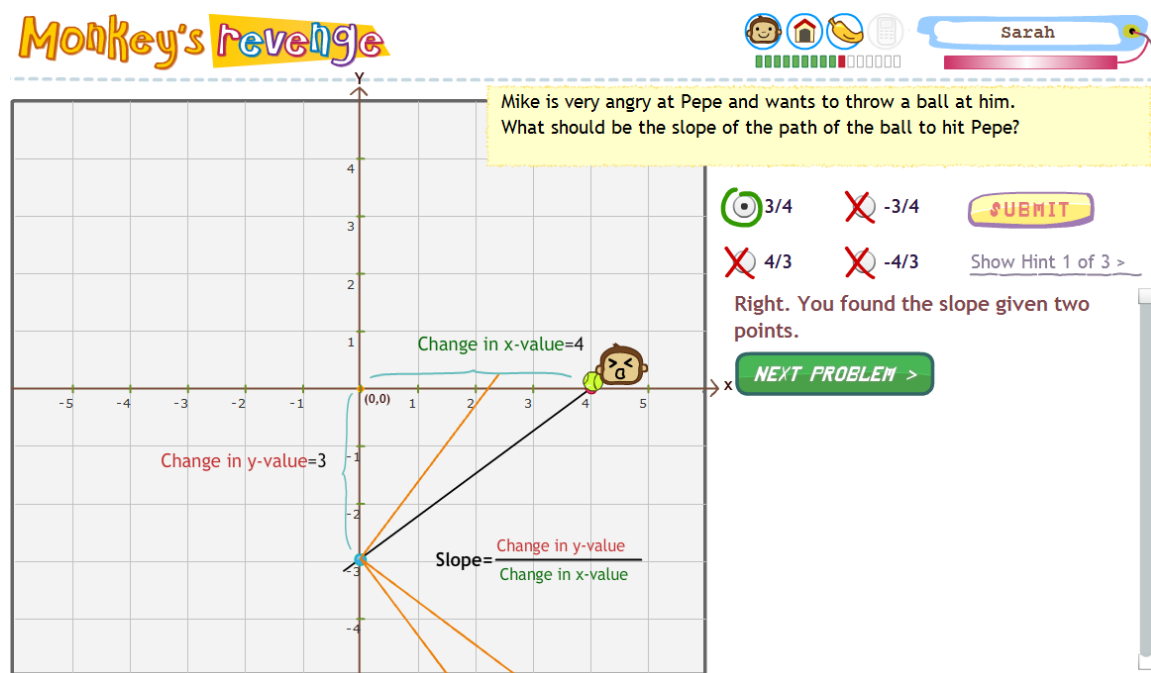 Monkey's revenge
Sarah
Mike is very angry at Pepe and wants to throw a ball at him.
What should be the slope of the path of the ball to hit Pepe?
3/4 -3/4 SUBMIT
4/3 -4/3 Show Hint 1 of 3 >
Right. You found the slope given two
points.
NEXT PROBLEM >
Y
4
3
2
1
Change in x-value=4
x
-5 -4 -3 -2 -1 (0,0) 1 2 3 4 5
Change in y-value=3
-1
-2
-3
-4
Slope= Change in y-value
Change in x-value